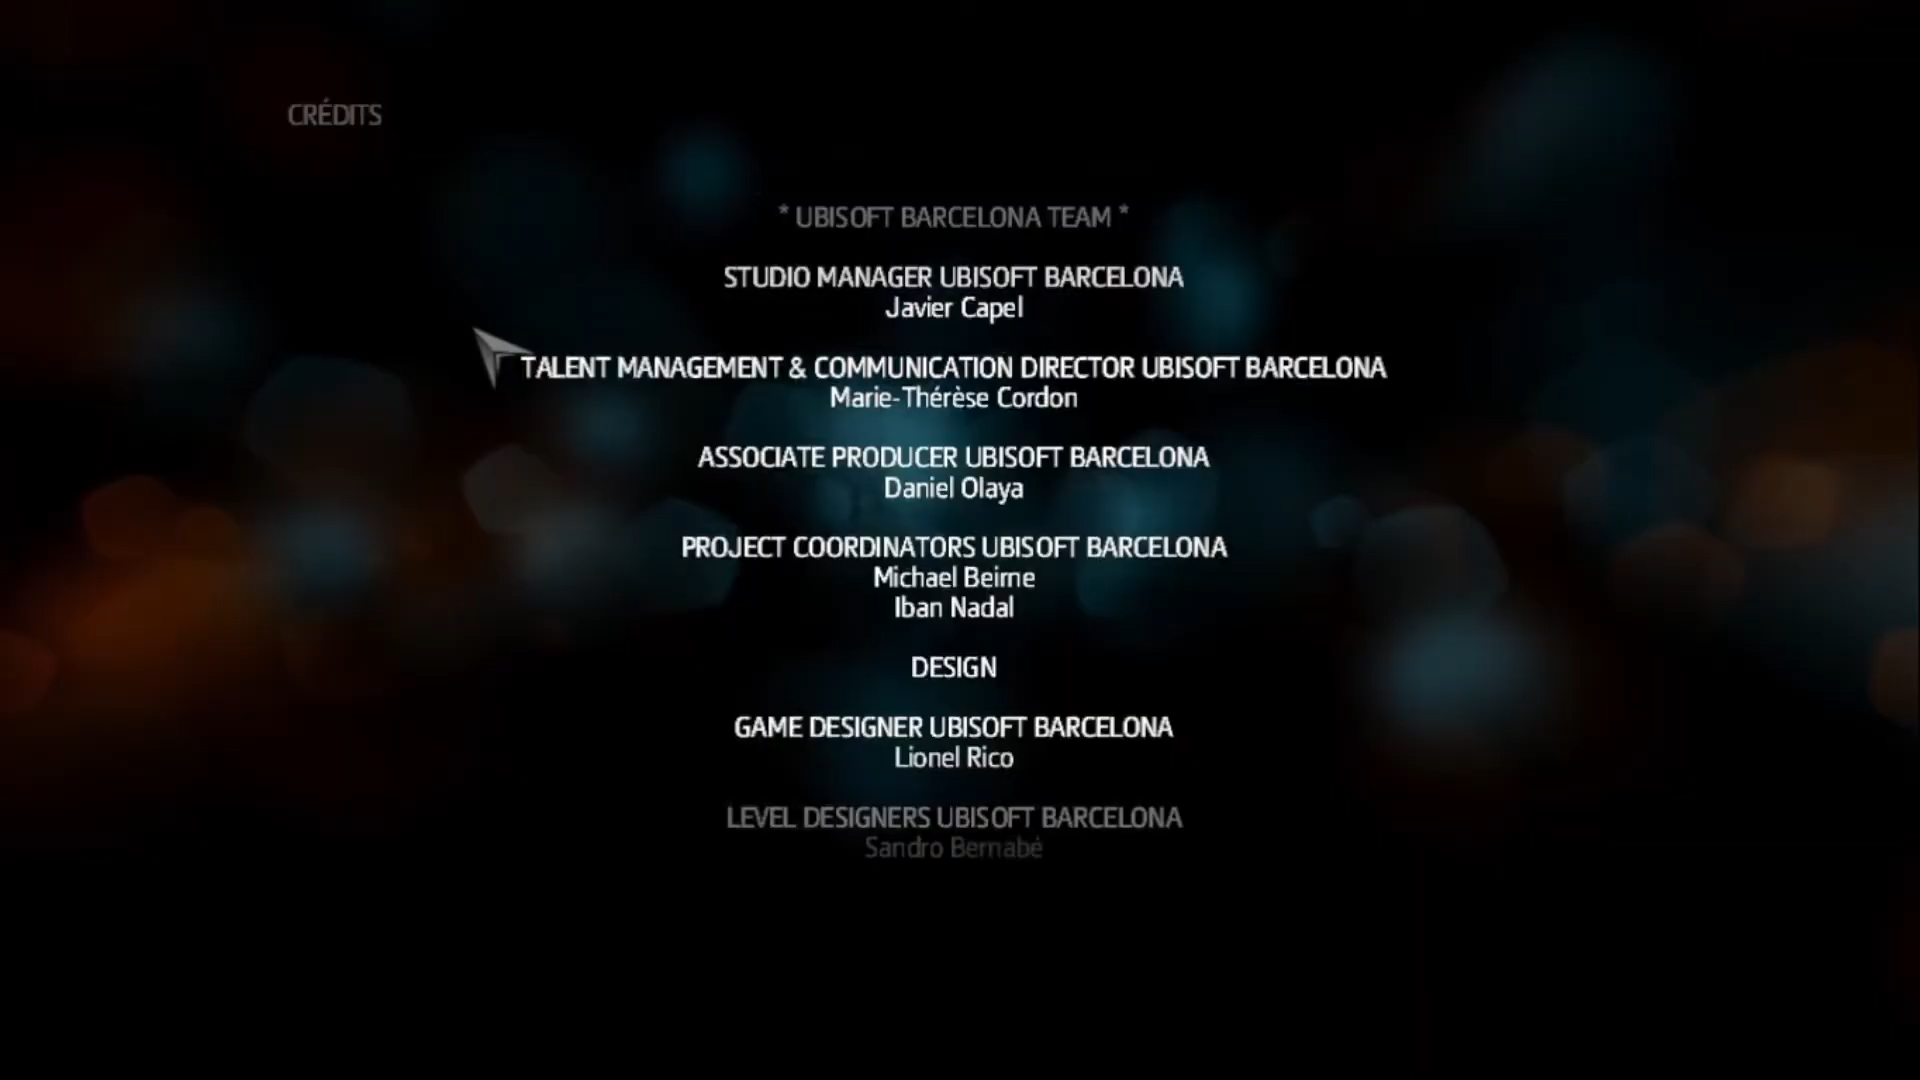 CRÉDITS
* UBISOFT BARCELONA TEAM *
STUDIO MANAGER UBISOFT BARCELONA
Javier Capel
TALENT MANAGEMENT & COMMUNICATION DIRECTOR UBISOFT BARCELONA
Marie-Thérèse Cordon
ASSOCIATE PRODUCER UBISOFT BARCELONA
Daniel Olaya
PROJECT COORDINATORS UBISOFT BARCELONA
Michael Beirne
Iban Nadal
DESIGN
GAME DESIGNER UBISOFT BARCELONA
Lionel Rico
LEVEL DESIGNERS UBISOFT BARCELONA
Sandro Bernabé